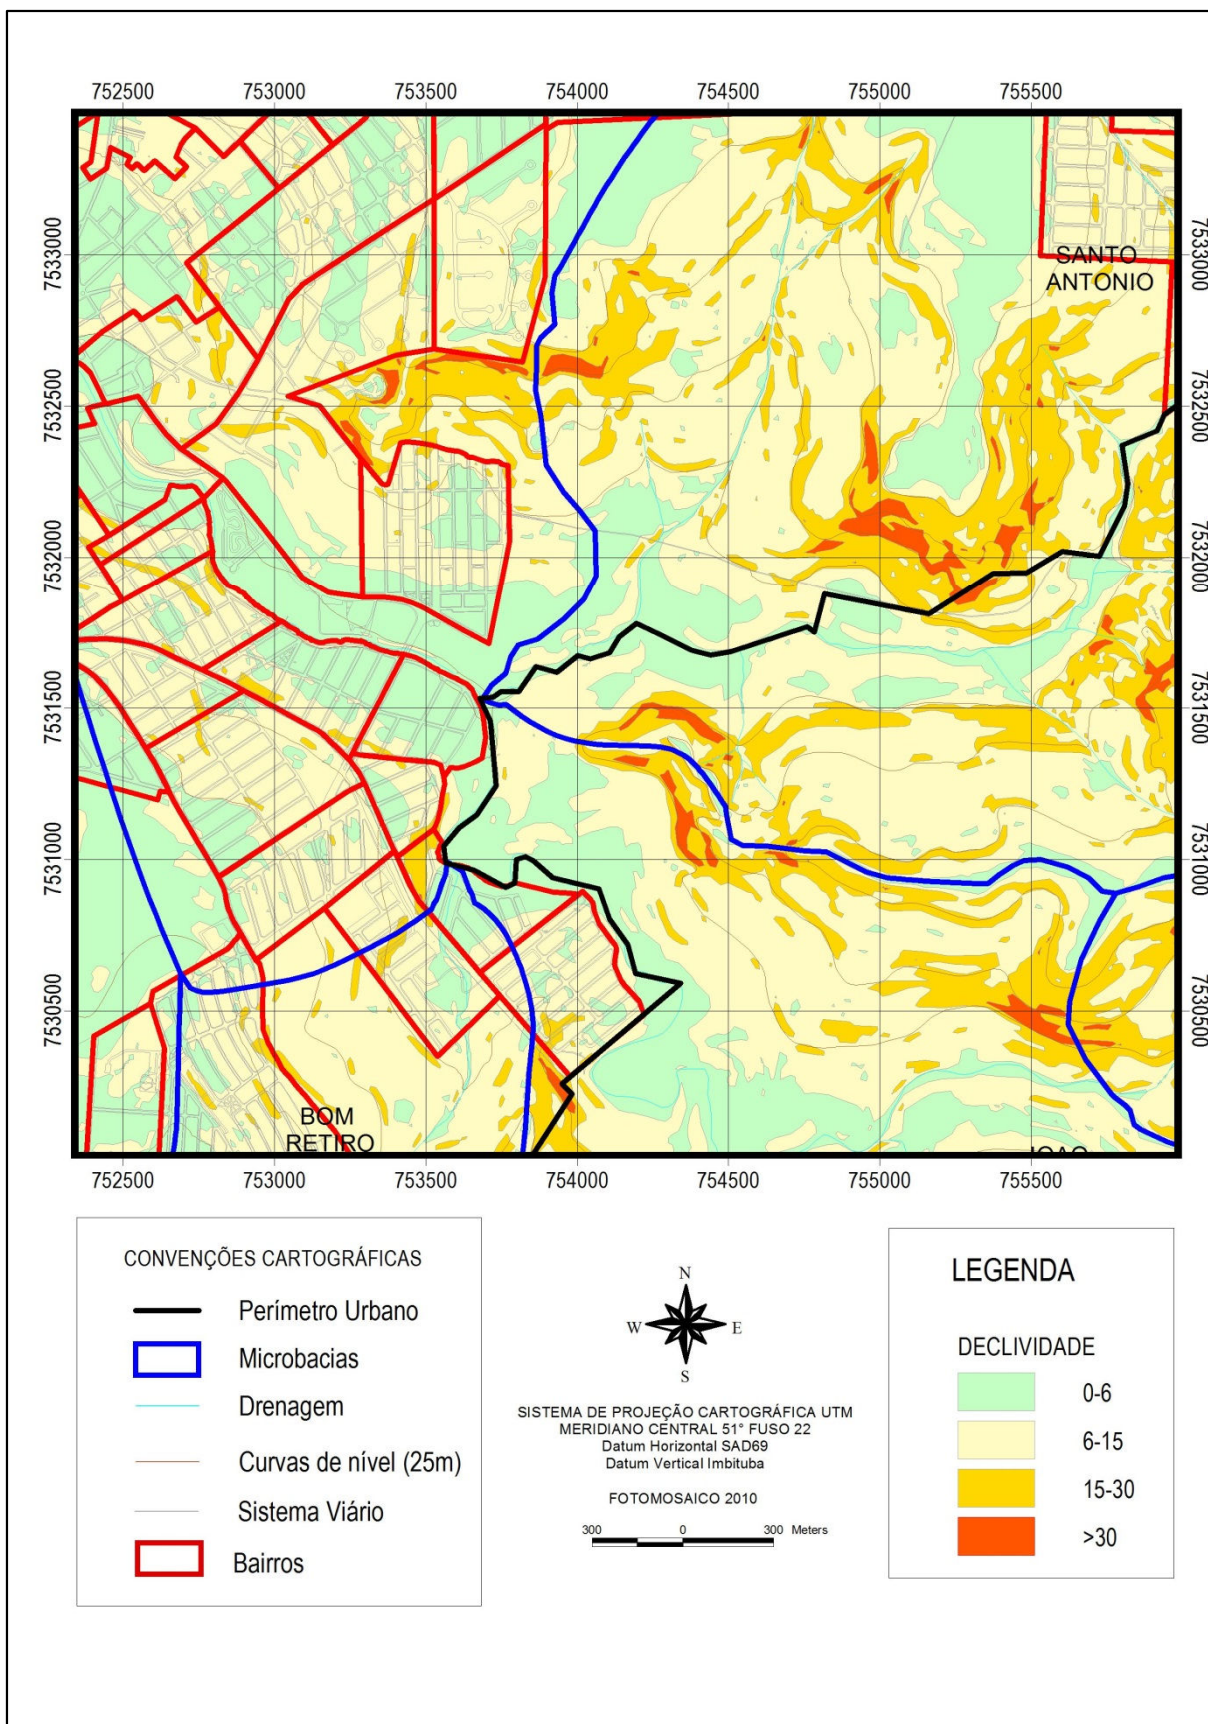 752500 753000 753500 754000 754500 755000 755500
7533000 7533000
SANTO
ANTONIO
7532500 7532500
7532000 7532000
7531500 7531500
7531000 7531000
7530500 7530500
BOM
RETIRO
752500 753000 753500 754000 754500 755000 755500
CONVENÇÕES CARTOGRÁFICAS
Perímetro Urbano
Microbacias
Drenagem
Curvas de nível (25m)
Sistema Viário
Bairros
N
W E
S
SISTEMA DE PROJEÇÃO CARTOGRÁFICA UTM
MERIDIANO CENTRAL 51° FUSO 22
Datum Horizontal SAD69
Datum Vertical Imbituba
FOTOMOSAICO 2010
300 0 300 Meters
LEGENDA
DECLIVIDADE
0-6
6-15
15-30
>30